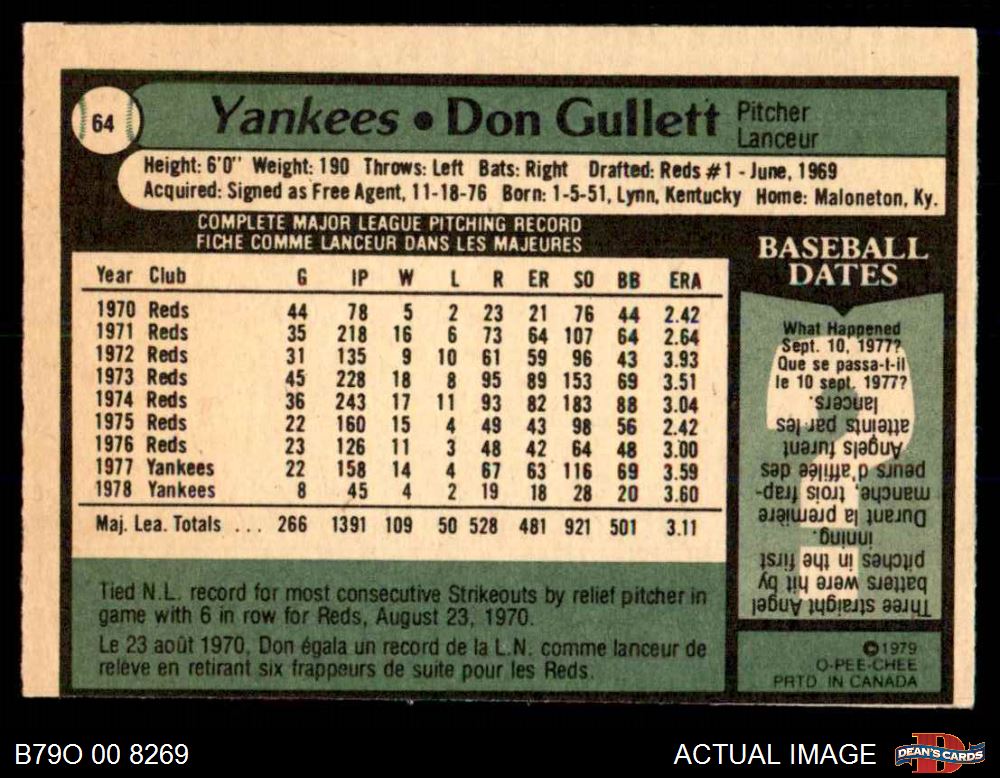 64
Yankees • Don Gullett Pitcher
Lanceur
Height: 6'0" Weight: 190 Throws: Left Bats: Right Drafted: Reds #1 - June, 1969
Acquired: Signed as Free Agent, 11-18-76 Born: 1-5-51, Lynn, Kentucky Home: Maloneton, Ky.
COMPLETE MAJOR LEAGUE PITCHING RECORD
FICHE COMME LANCEUR DANS LES MAJEURES
Year Club G IP W L R ER SO BB ERA
1970 Reds 44 78 5 2 23 21 76 44 2.42
1971 Reds 35 218 16 6 73 64 107 64 2.64
1972 Reds 31 135 9 10 61 59 96 43 3.93
1973 Reds 45 228 18 8 95 89 153 69 3.51
1974 Reds 36 243 17 11 93 82 183 88 3.04
1975 Reds 22 160 15 4 49 43 98 56 2.42
1976 Reds 23 126 11 3 48 42 64 48 3.00
1977 Yankees 22 158 14 4 67 63 116 69 3.59
1978 Yankees 8 45 4 2 19 18 28 20 3.60
Maj. Lea. Totals ... 266 1391 109 50 528 481 921 501 3.11
Tied N.L. record for most consecutive Strikeouts by relief pitcher in
game with 6 in row for Reds, August 23, 1970.
Le 23 août 1970, Don égala un record de la L.N. comme lanceur de
relève en retirant six frappeurs de suite pour les Reds.
BASEBALL
DATES
What Happened
Sept. 10, 1977?
Que se passa-t-il
le 10 sept. 1977?
Three straight Angel
batters were hit by
pitches in the first
inning.
Durant la première
manche, trois frap-
peurs d'affilée des
Angels furent
atteints par les
lancers.
©1979
O-PEE-CHEE
PRTD IN CANADA
B79O 00 8269
ACTUAL IMAGE
D
DEAN'S CARDS